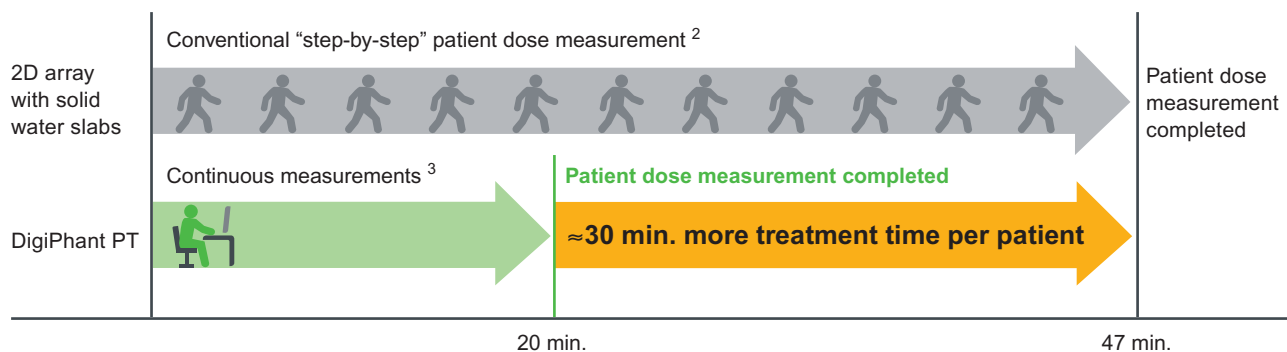 Conventional “step-by-step” patient dose measurement 2
2D array
with solid
water slabs
Patient dose
measurement
completed
Continuous measurements 3
Patient dose measurement completed
DigiPhant PT
≈30 min. more treatment time per patient
20 min.
47 min.